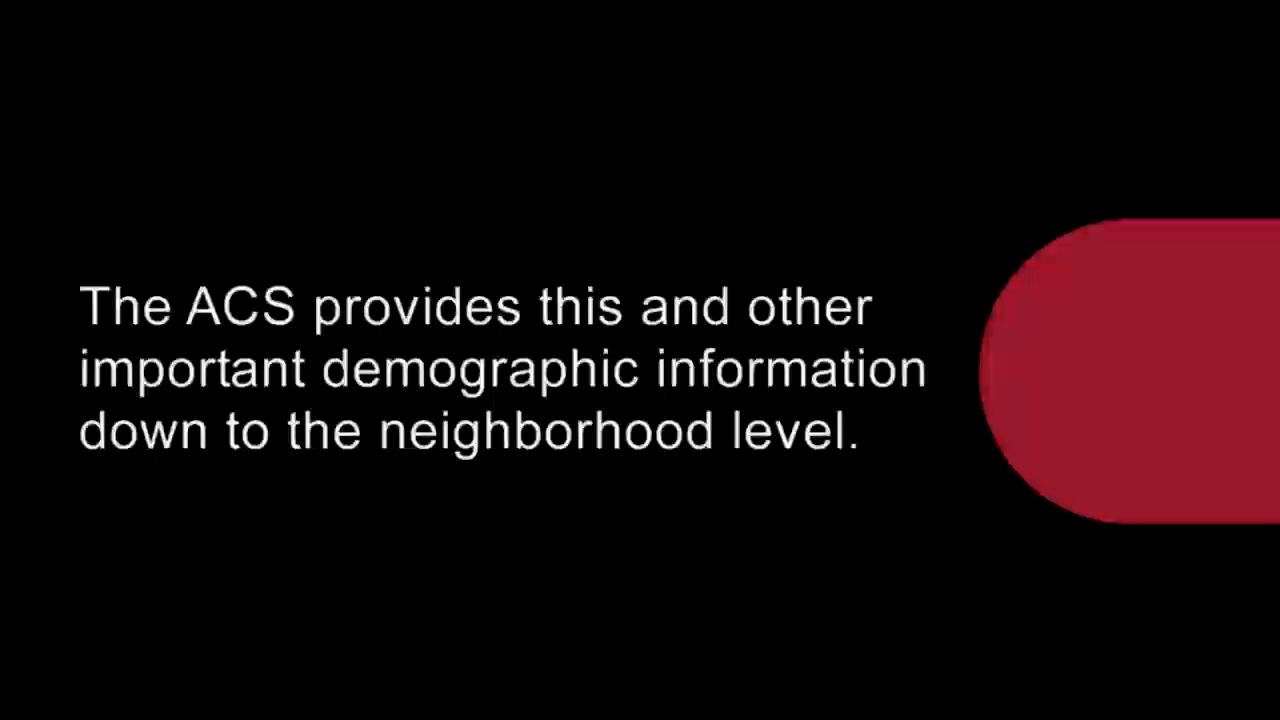 The ACS provides this and other
important demographic information
down to the neighborhood level.